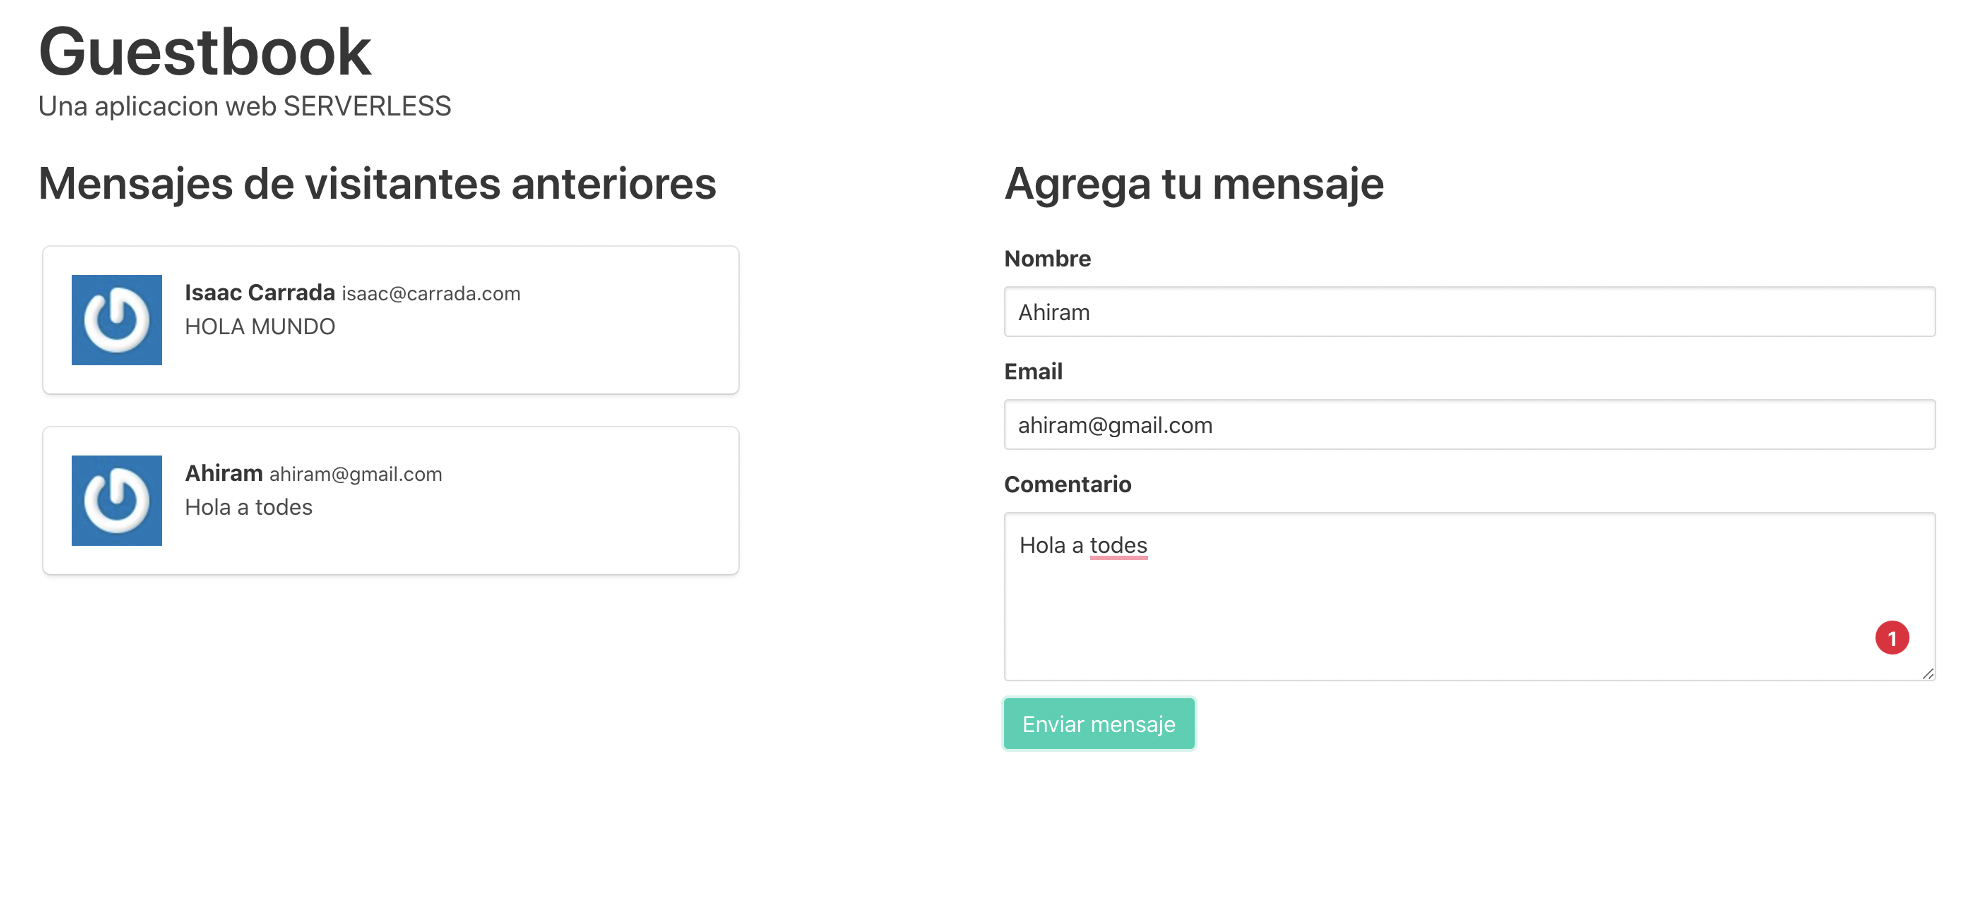 Guestbook
Una aplicacion web SERVERLESS
Mensajes de visitantes anteriores
Isaac Carrada isaac@carrada.com
HOLA MUNDO
Ahiram ahiram@gmail.com
Hola a todes
Agrega tu mensaje
Nombre
Ahiram
Email
ahiram@gmail.com
Comentario
Hola a todes
1
Enviar mensaje